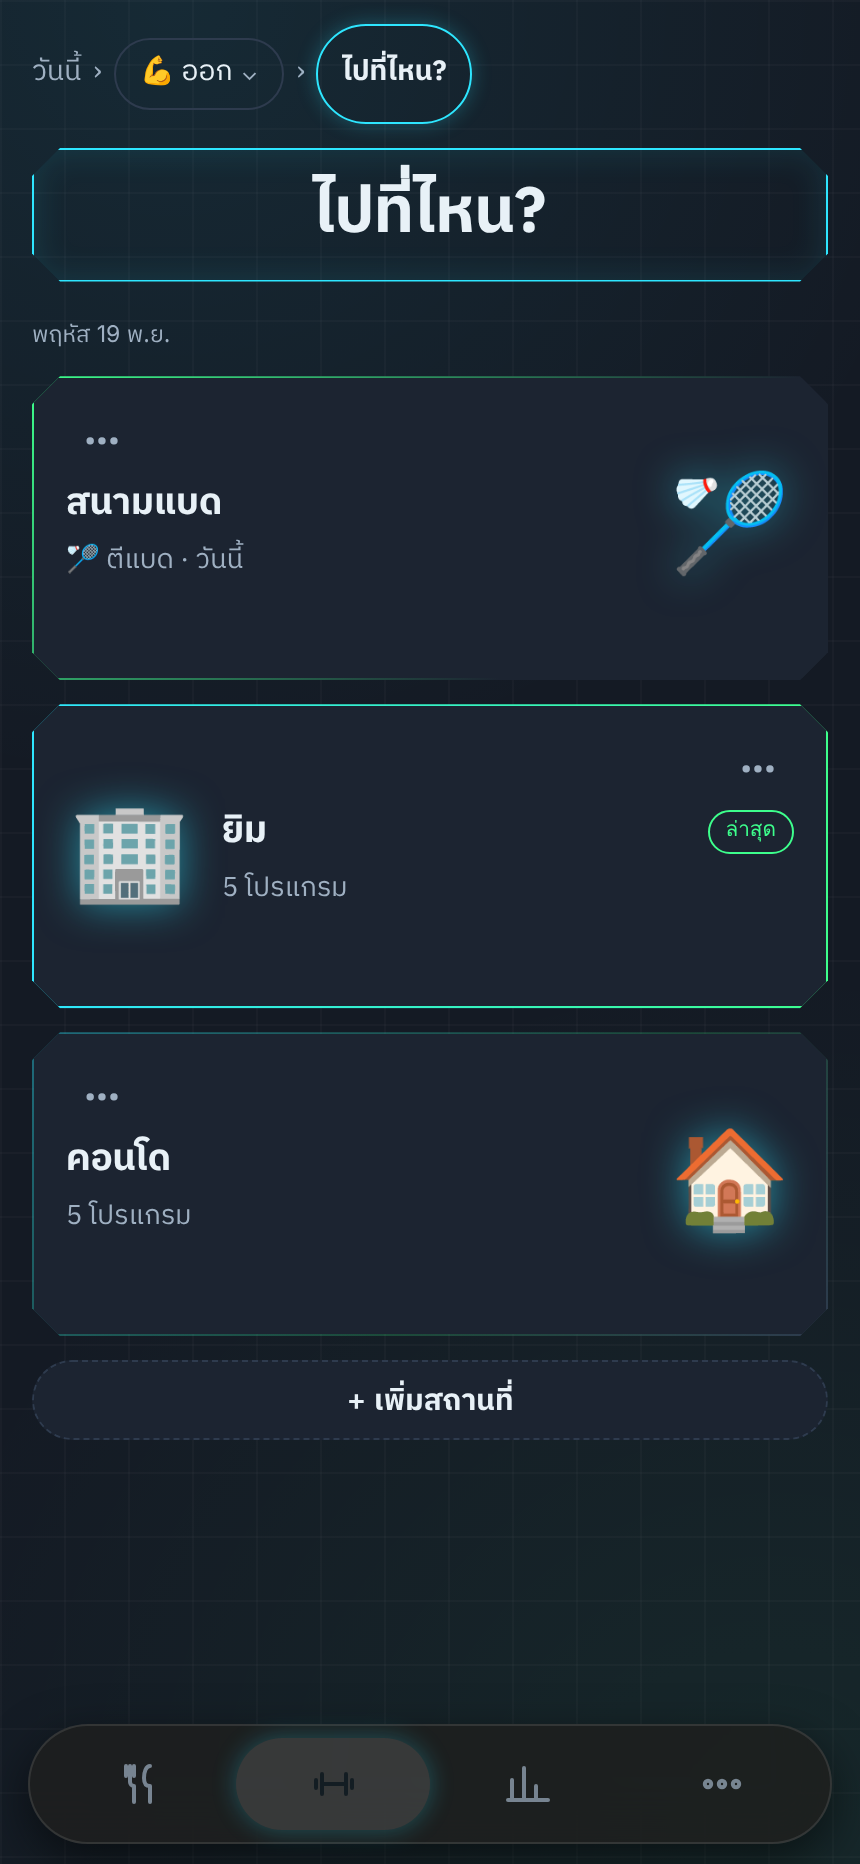 วันนี้ › 💪 ออก › ไปที่ไหน?
ไปที่ไหน?
พฤหัส 19 พ.ย.
สนามแบด
🏸 ตีแบด · วันนี้
ยิม
ล่าสุด
5 โปรแกรม
คอนโด
5 โปรแกรม
+ เพิ่มสถานที่